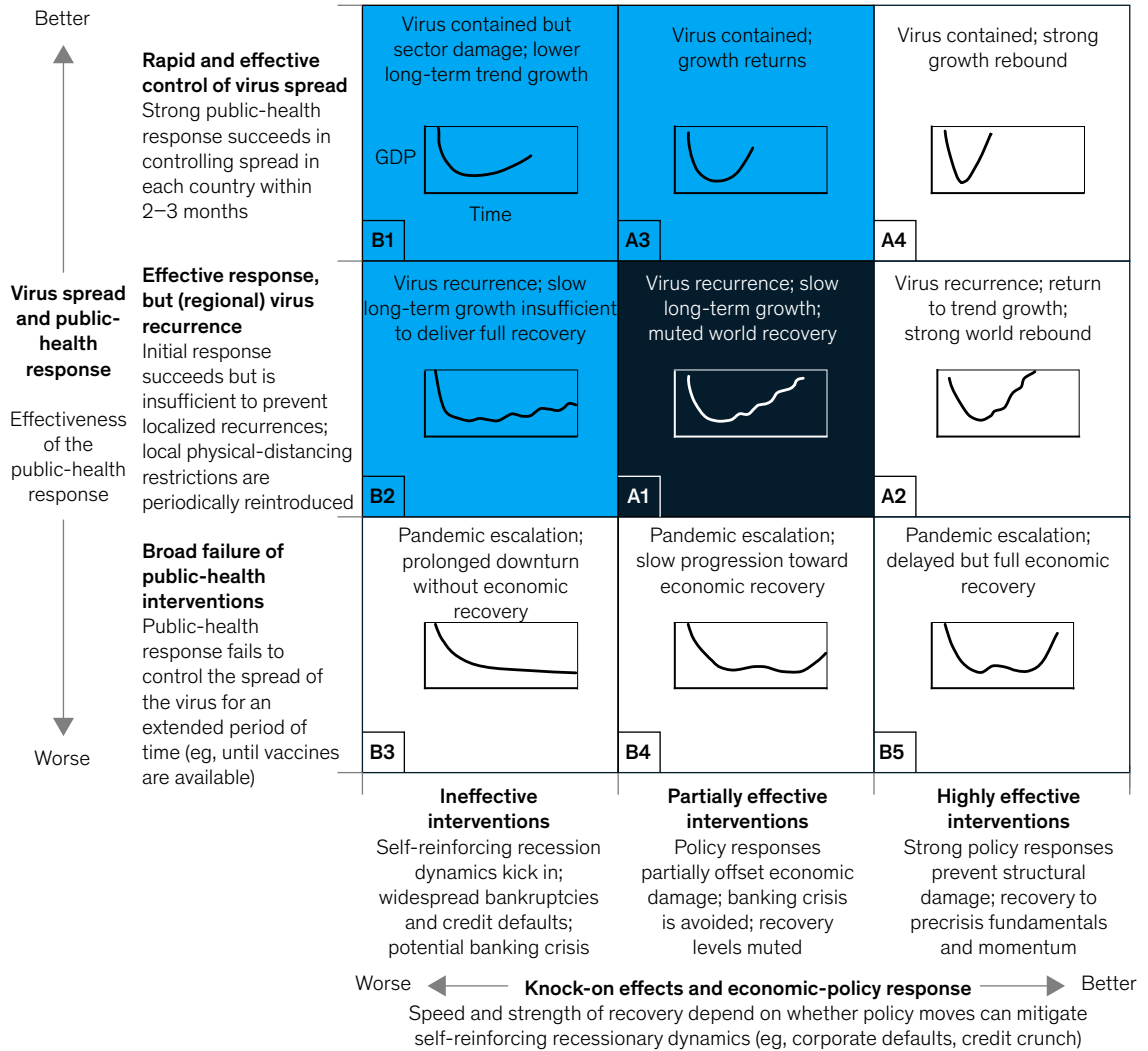 Better
Rapid and effective
control of virus spread
Strong public-health
response succeeds in
controlling spread in
each country within
2–3 months
Virus contained but
sector damage; lower
long-term trend growth
GDP
Time
B1
Virus contained;
growth returns
A3
Virus contained; strong
growth rebound
A4
Virus spread
and public-
health
response
Effectiveness
of the
public-health
response
Effective response,
but (regional) virus
recurrence
Initial response
succeeds but is
insufficient to prevent
localized recurrences;
local physical-distancing
restrictions are
periodically reintroduced
Virus recurrence; slow
long-term growth insufficient
to deliver full recovery
B2
Virus recurrence; slow
long-term growth;
muted world recovery
A1
Virus recurrence; return
to trend growth;
strong world rebound
A2
Broad failure of
public-health
interventions
Public-health
response fails to
control the spread of
the virus for an
extended period of
time (eg, until vaccines
are available)
Worse
Pandemic escalation;
prolonged downturn
without economic
recovery
B3
Pandemic escalation;
slow progression toward
economic recovery
B4
Pandemic escalation;
delayed but full economic
recovery
B5
Ineffective
interventions
Self-reinforcing recession
dynamics kick in;
widespread bankruptcies
and credit defaults;
potential banking crisis
Partially effective
interventions
Policy responses
partially offset economic
damage; banking crisis
is avoided; recovery
levels muted
Highly effective
interventions
Strong policy responses
prevent structural
damage; recovery to
precrisis fundamentals
and momentum
Worse
Knock-on effects and economic-policy response
Better
Speed and strength of recovery depend on whether policy moves can mitigate
self-reinforcing recessionary dynamics (eg, corporate defaults, credit crunch)